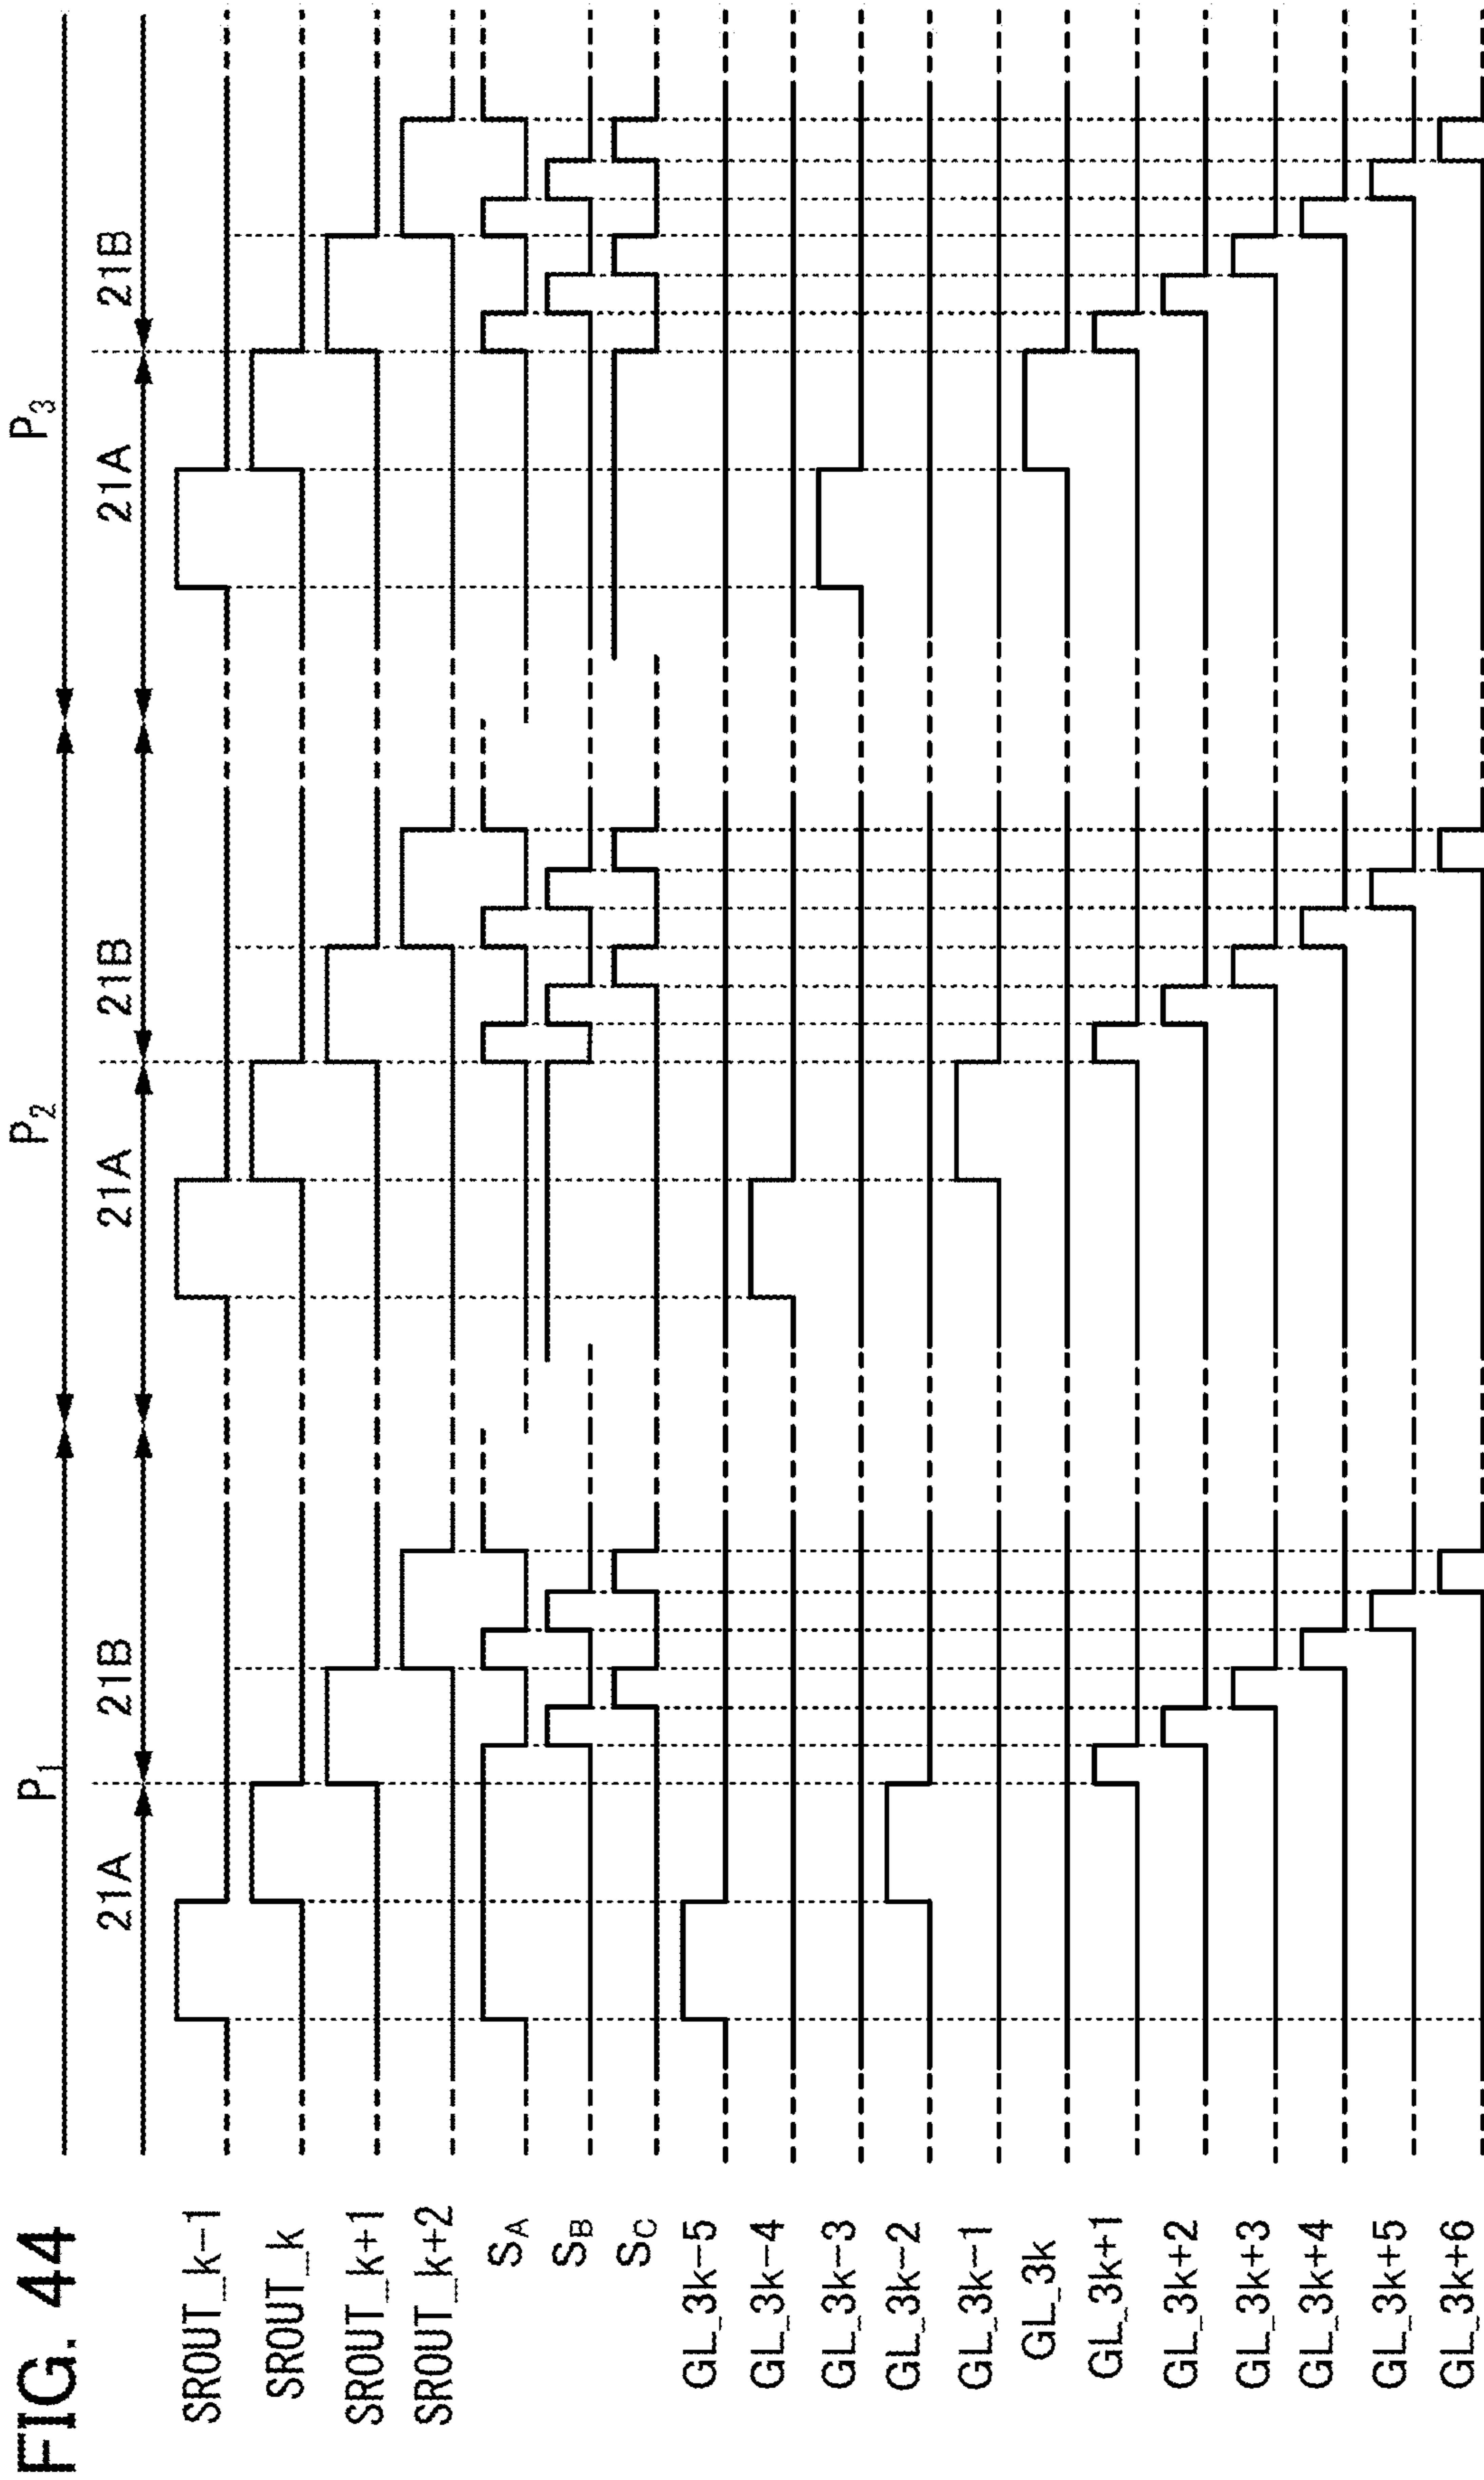 FIG. 44
P1
P2
P3
21A
21B
21A
21B
21A
21B
SROUT_k-1
SROUT_k
SROUT_k+1
SROUT_k+2
SA
SB
SC
GL_3k-5
GL_3k-4
GL_3k-3
GL_3k-2
GL_3k-1
GL_3k
GL_3k+1
GL_3k+2
GL_3k+3
GL_3k+4
GL_3k+5
GL_3k+6